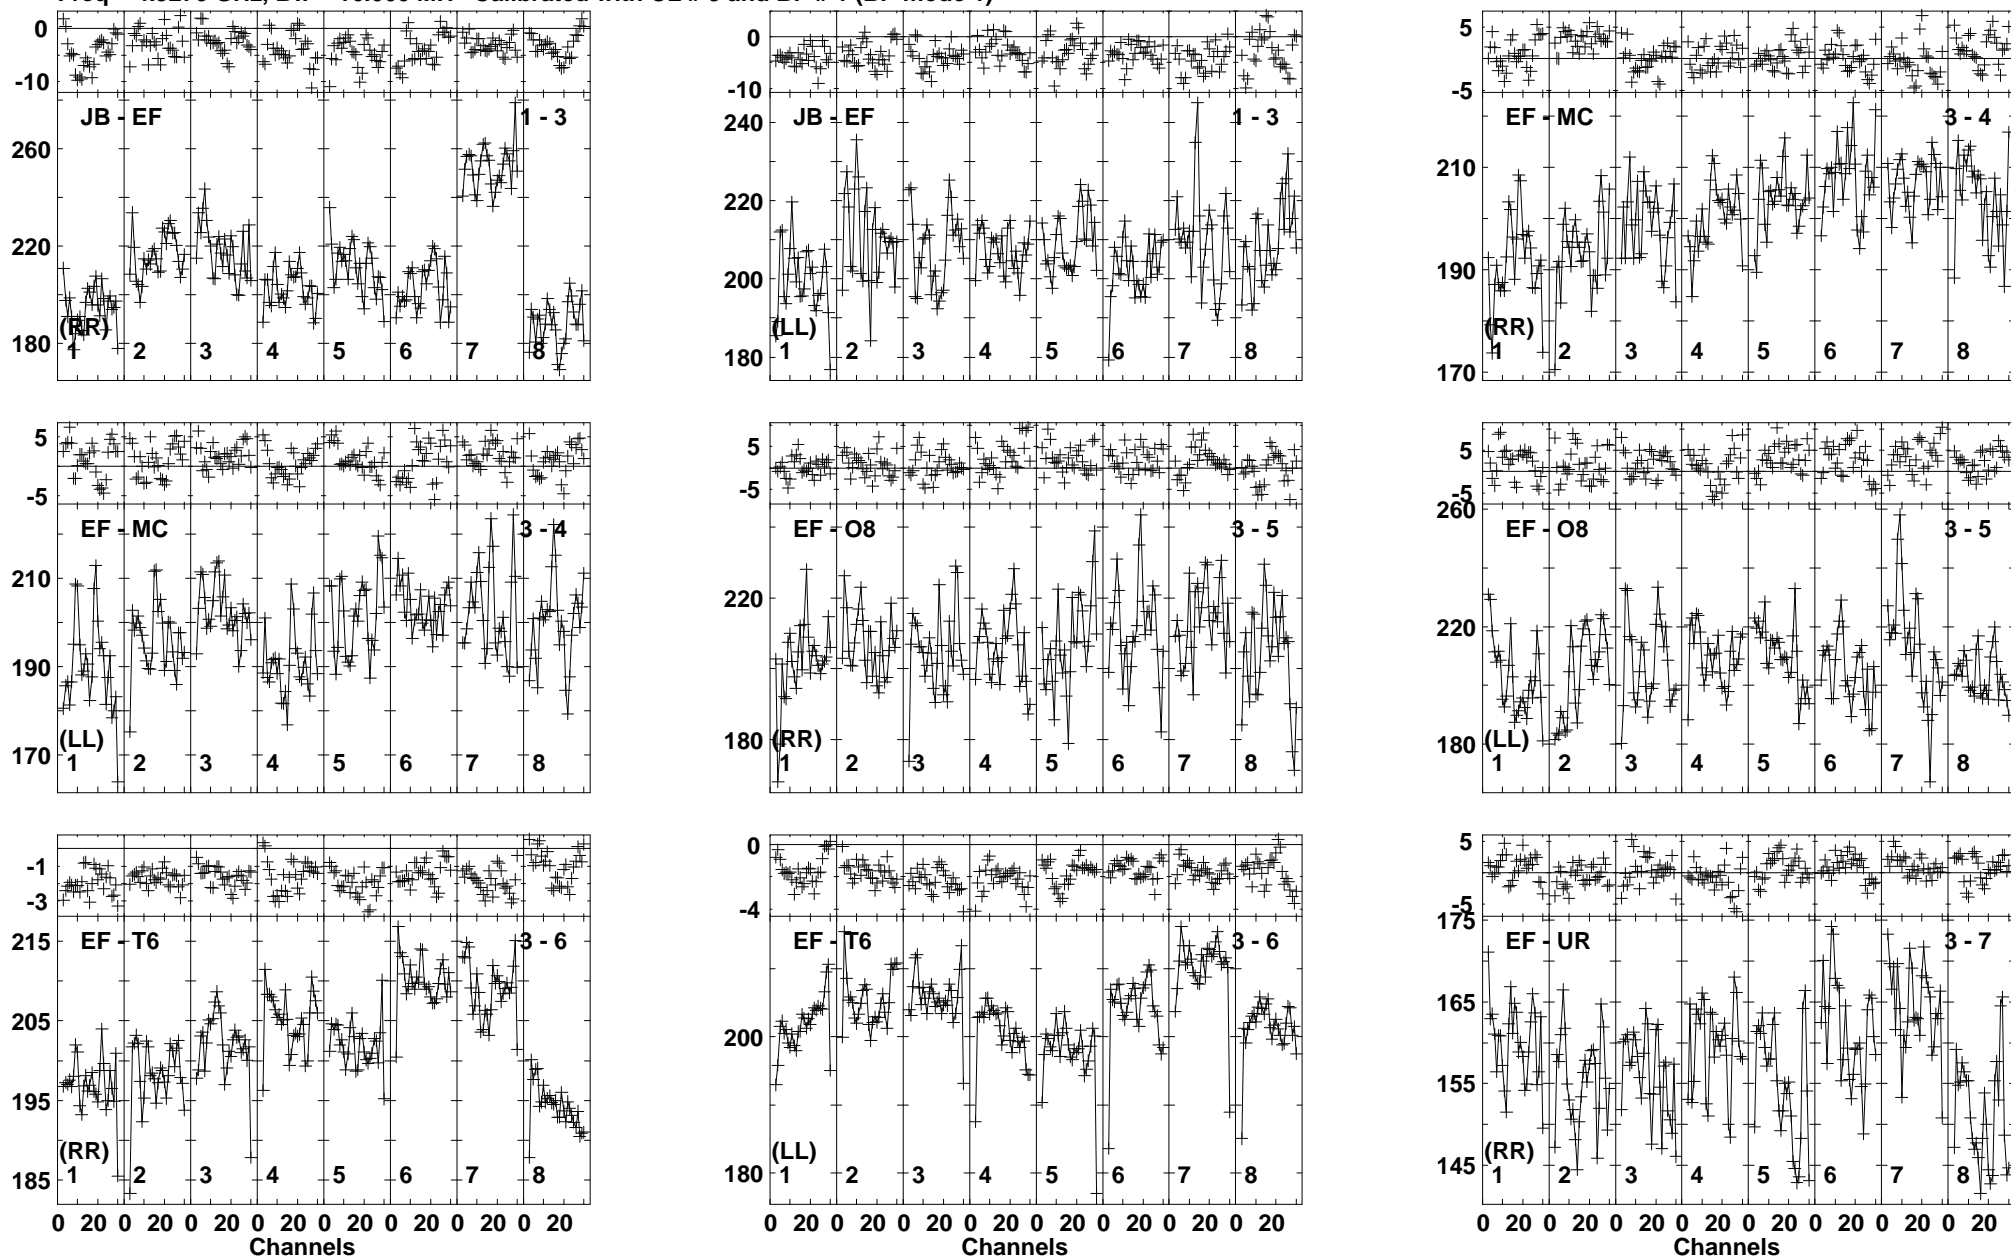 0
-10
JB - EF
1 - 3
260
220
180
(RR)
1 2 3 4 5 6 7 8
0
-10
JB - EF
1 - 3
240
220
200
180
(LL)
1 2 3 4 5 6 7 8
5
-5
EF - MC
3 - 4
210
190
170
(RR)
1 2 3 4 5 6 7 8
5
-5
EF - MC
3 - 4
210
190
170
(LL)
1 2 3 4 5 6 7 8
5
-5
EF - O8
3 - 5
220
180
(RR)
1 2 3 4 5 6 7 8
5
-5
EF - O8
3 - 5
260
220
180
(LL)
1 2 3 4 5 6 7 8
-1
-3
EF - T6
3 - 6
215
205
195
185
(RR)
1 2 3 4 5 6 7 8
0 20 0 20 0 20 0 20 0 20 0 20 0 20 0 20
Channels
0
-4
EF - T6
3 - 6
200
180
(LL)
1 2 3 4 5 6 7 8
0 20 0 20 0 20 0 20 0 20 0 20 0 20 0 20
Channels
5
-5
EF - UR
3 - 7
175
165
155
145
(RR)
1 2 3 4 5 6 7 8
0 20 0 20 0 20 0 20 0 20 0 20 0 20 0 20
Channels